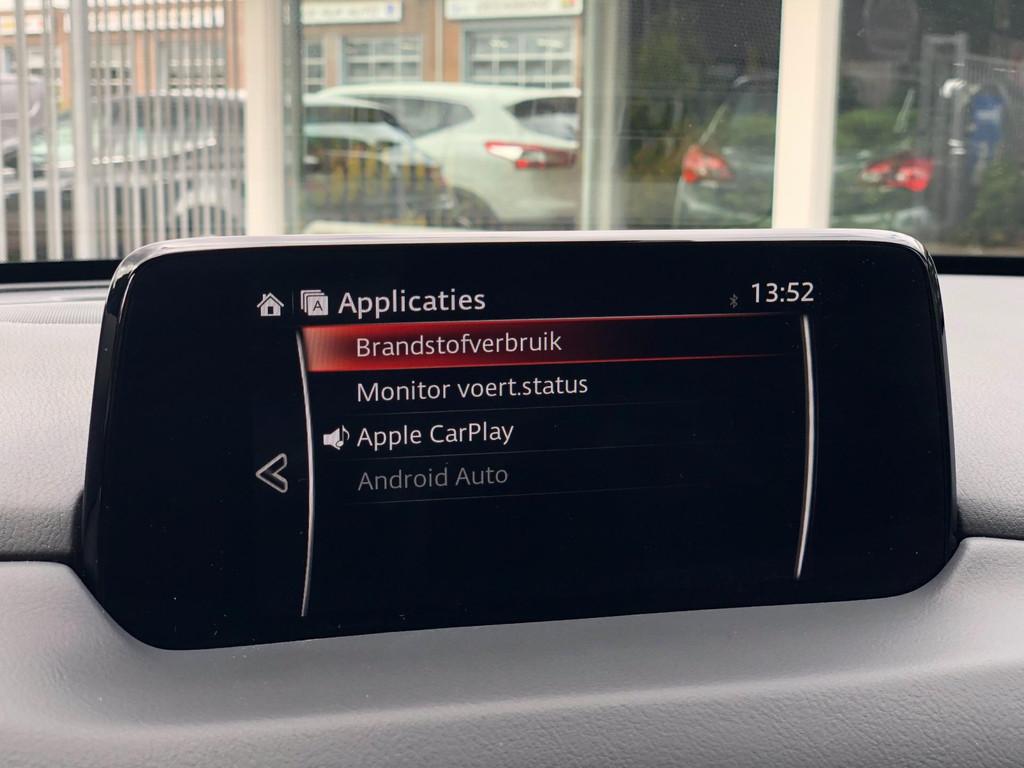 Applicaties
13:52
Brandstofverbruik
Monitor voert.status
Apple CarPlay
Android Auto